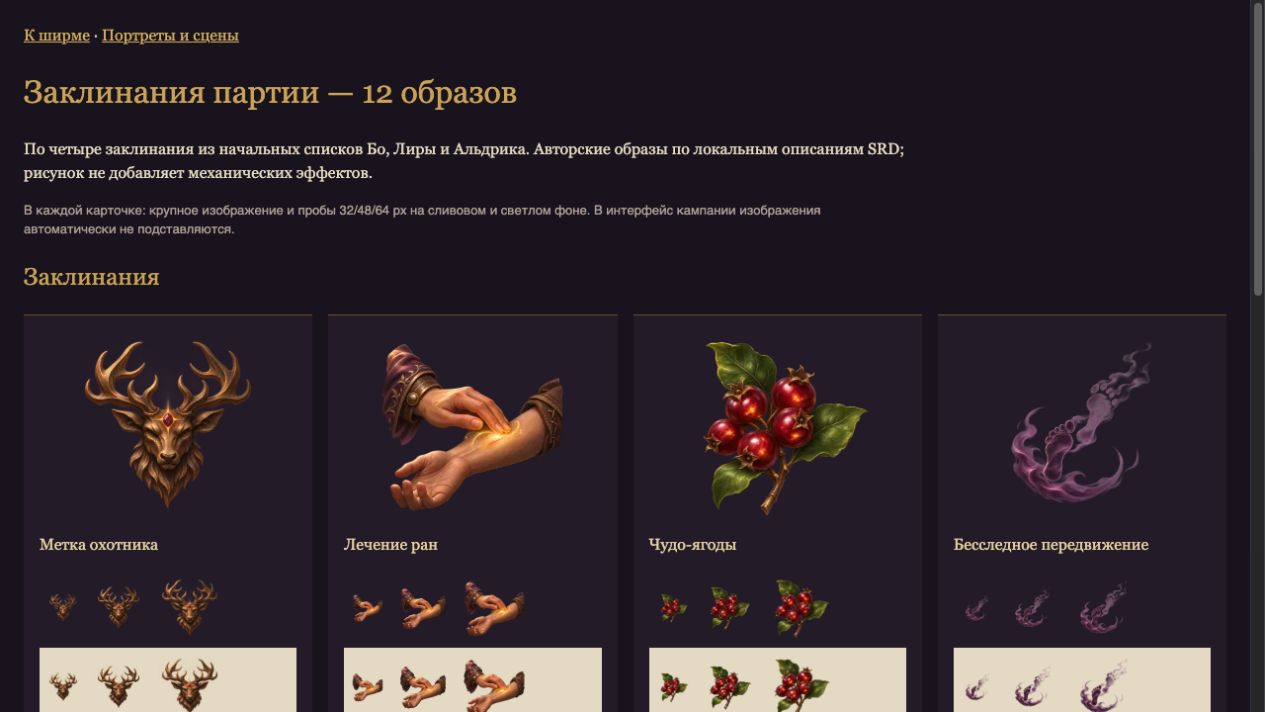 К ширме · Портреты и сцены
Заклинания партии — 12 образов
По четыре заклинания из начальных списков Бо, Лиры и Альдрика. Авторские образы по локальным описаниям SRD;
рисунок не добавляет механических эффектов.
В каждой карточке: крупное изображение и пробы 32/48/64 px на сливовом и светлом фоне. В интерфейс кампании изображения
автоматически не подставляются.
Заклинания
Метка охотника
Лечение ран
Чудо-ягоды
Бесследное передвижение